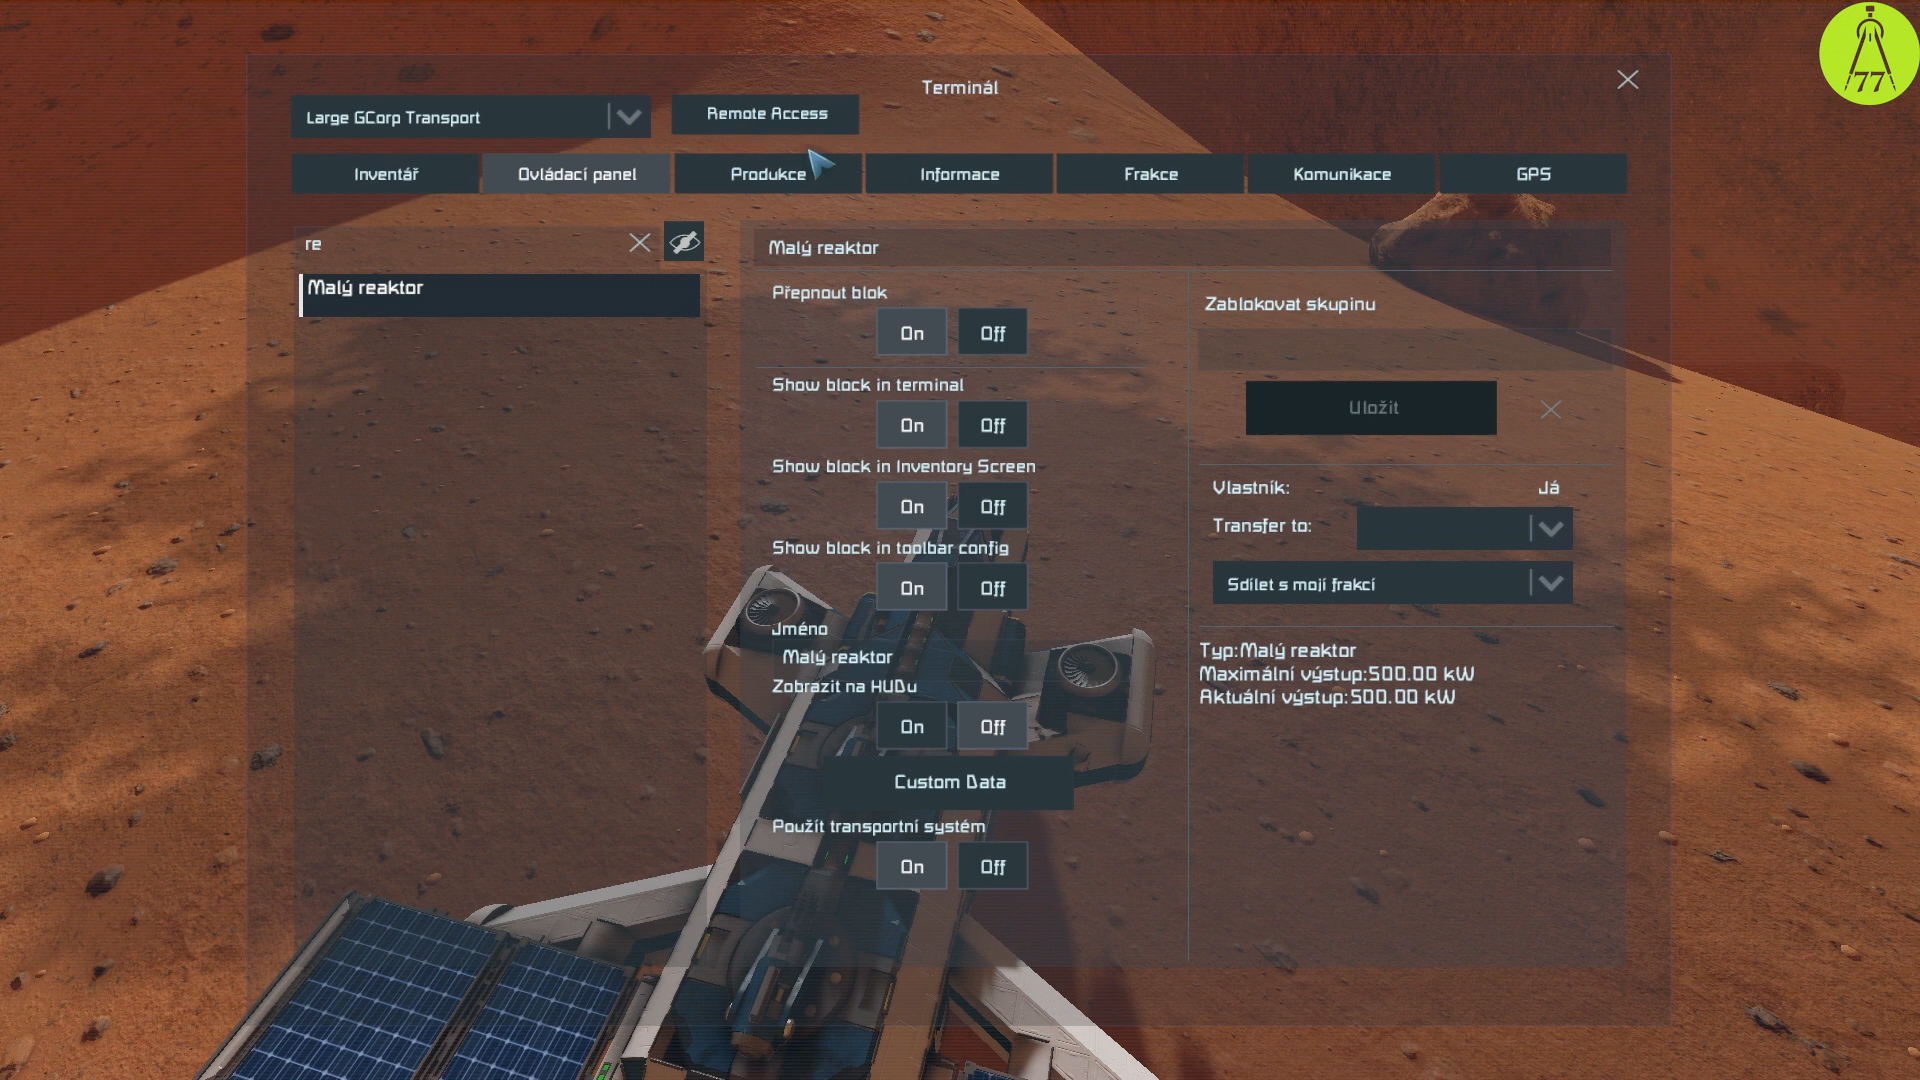 Terminál
Large GCorp Transport
Remote Access
Inventář
Ovládací panel
Produkce
Informace
Frakce
Komunikace
GPS
re
Malý reaktor
Malý reaktor
Přepnout blok
On Off
Show block in terminal
On Off
Show block in Inventory Screen
On Off
Show block in toolbar config
On Off
Jméno
Malý reaktor
Zobrazit na HUDu
On Off
Custom Data
Použít transportní systém
On Off
Zablokovat skupinu
Uložit
Vlastník: Já
Transfer to:
Sdílet s mojí frakcí
Typ:Malý reaktor
Maximální výstup:500.00 kW
Aktuální výstup:500.00 kW
77